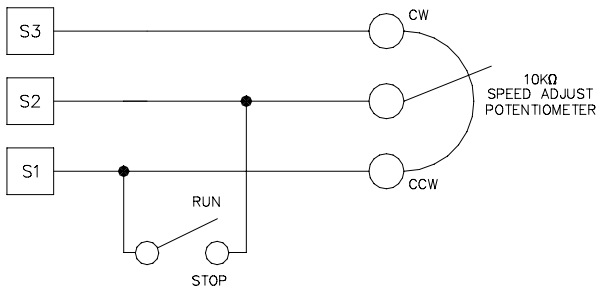 S3
CW
10KΩ
SPEED ADJUST
POTENTIOMETER
S2
S1
CCW
RUN
STOP